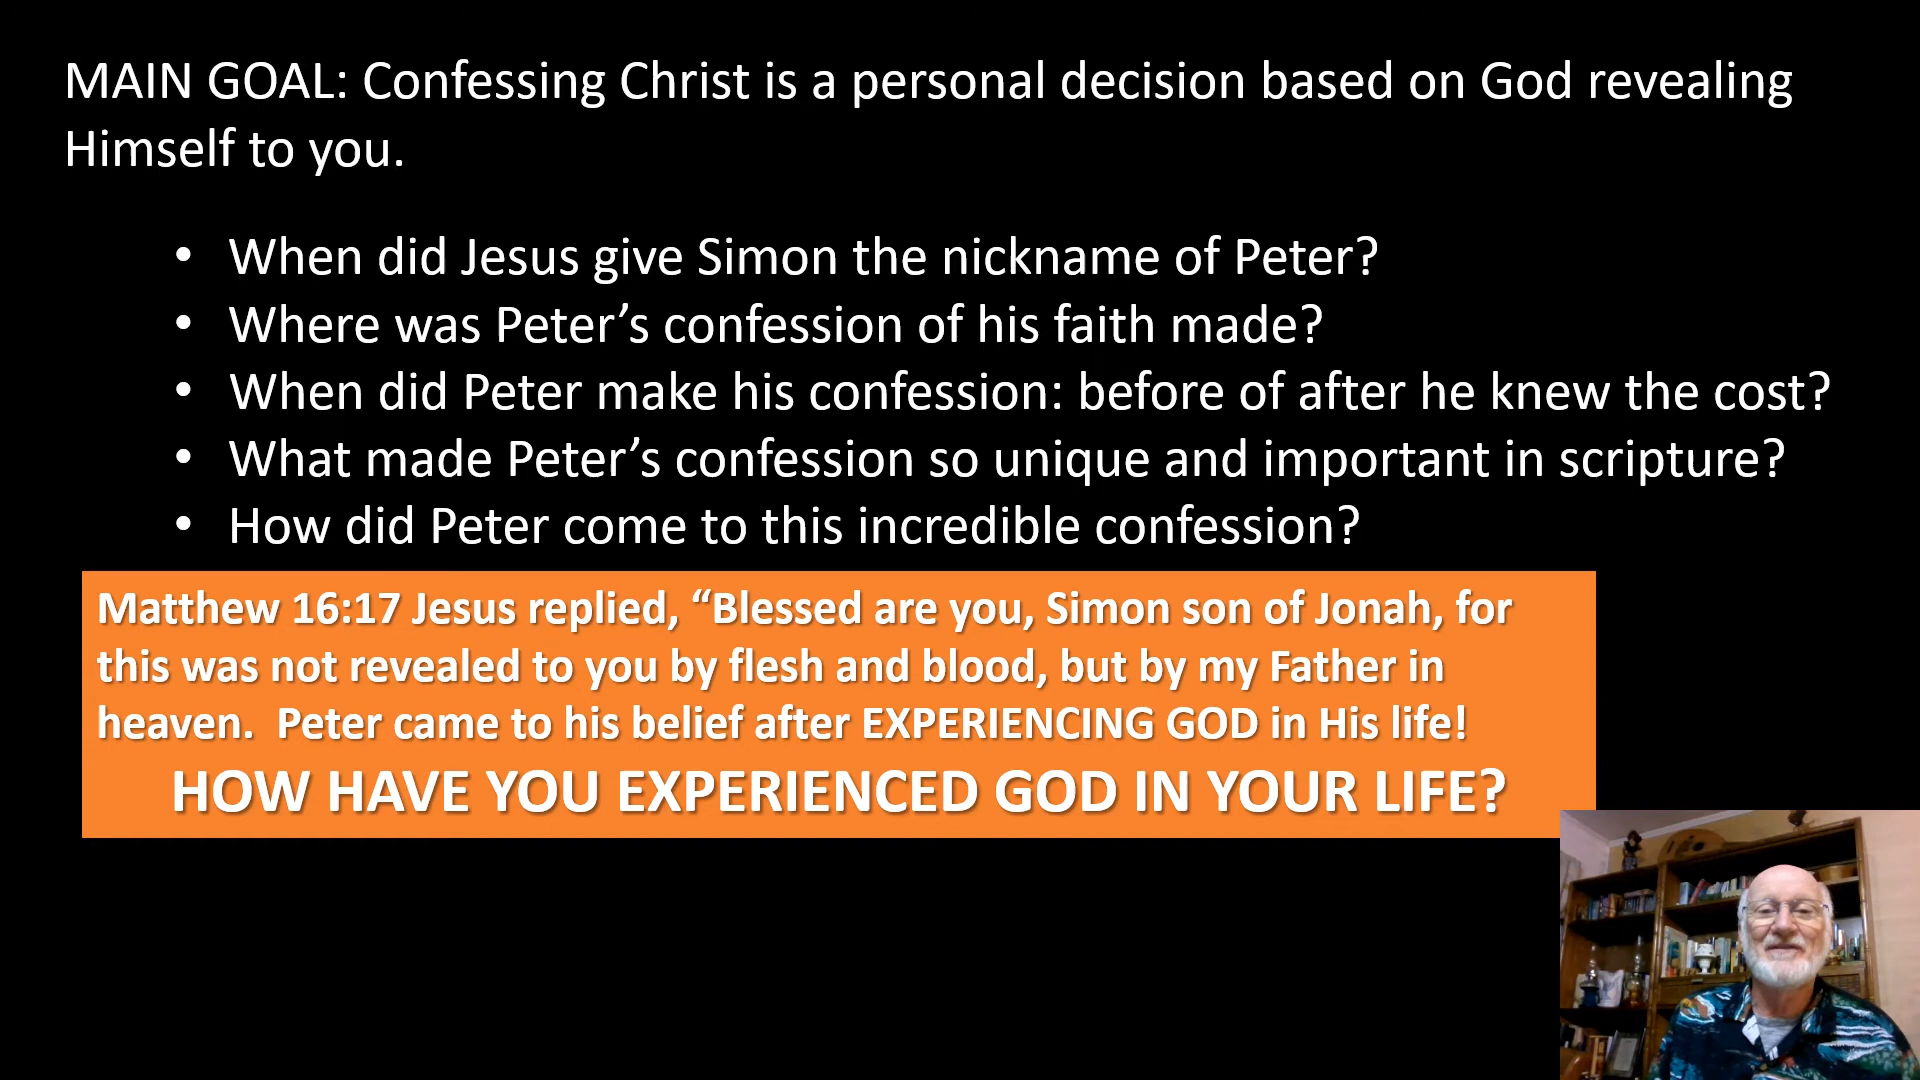 MAIN GOAL: Confessing Christ is a personal decision based on God revealing
Himself to you.
• When did Jesus give Simon the nickname of Peter?
• Where was Peter’s confession of his faith made?
• When did Peter make his confession: before of after he knew the cost?
• What made Peter’s confession so unique and important in scripture?
• How did Peter come to this incredible confession?
Matthew 16:17 Jesus replied, “Blessed are you, Simon son of Jonah, for
this was not revealed to you by flesh and blood, but by my Father in
heaven.  Peter came to his belief after EXPERIENCING GOD in His life!
HOW HAVE YOU EXPERIENCED GOD IN YOUR LIFE?